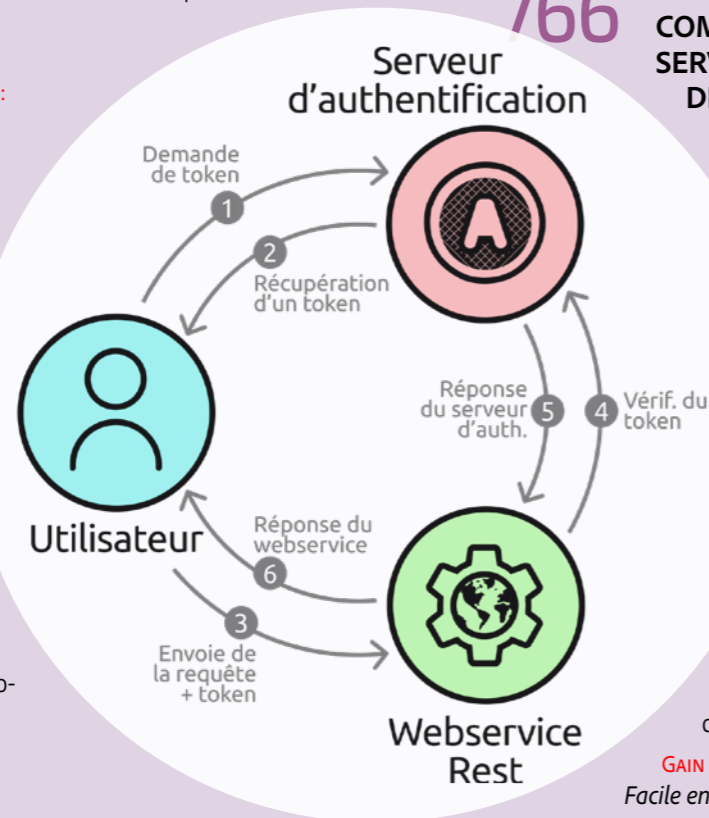 766
COM
SERV
DE
:
Serveur
d'authentification
Demande
de token
1
2
Récupération
d'un token
A
Réponse
du serveur
d'auth.
5
4
Vérif. du
token
Utilisateur
Réponse du
webservice
6
3
Envoie de
la requête
+ token
Webservice
Rest
o-
GAIN
Facile en